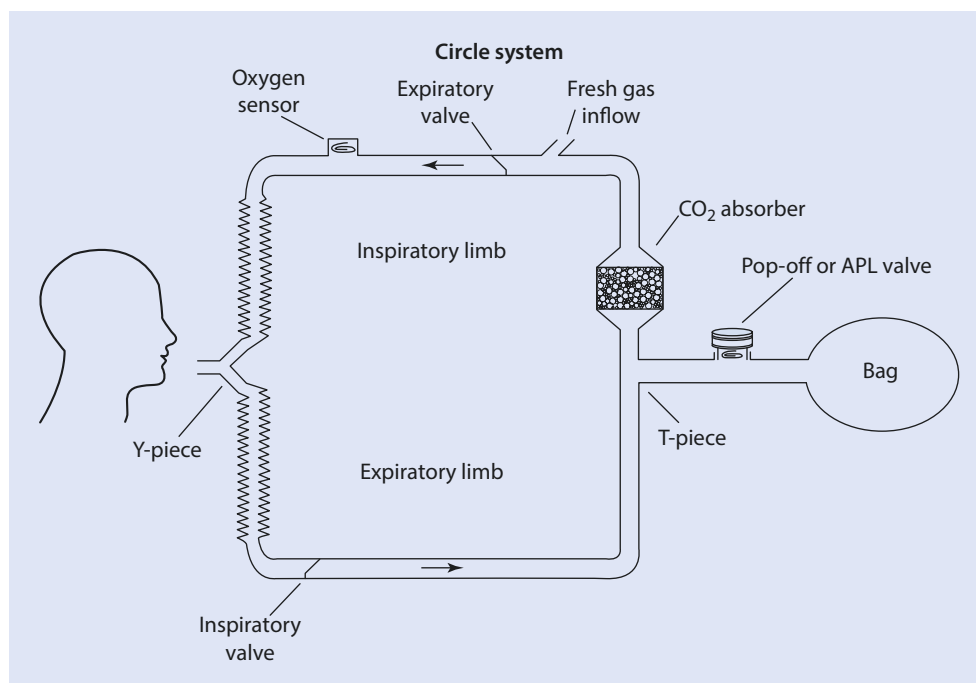 Circle system
Oxygen
sensor
Expiratory
valve
Fresh gas
inflow
CO₂ absorber
Inspiratory limb
Pop-off or APL valve
Bag
Y-piece
T-piece
Expiratory limb
Inspiratory
valve